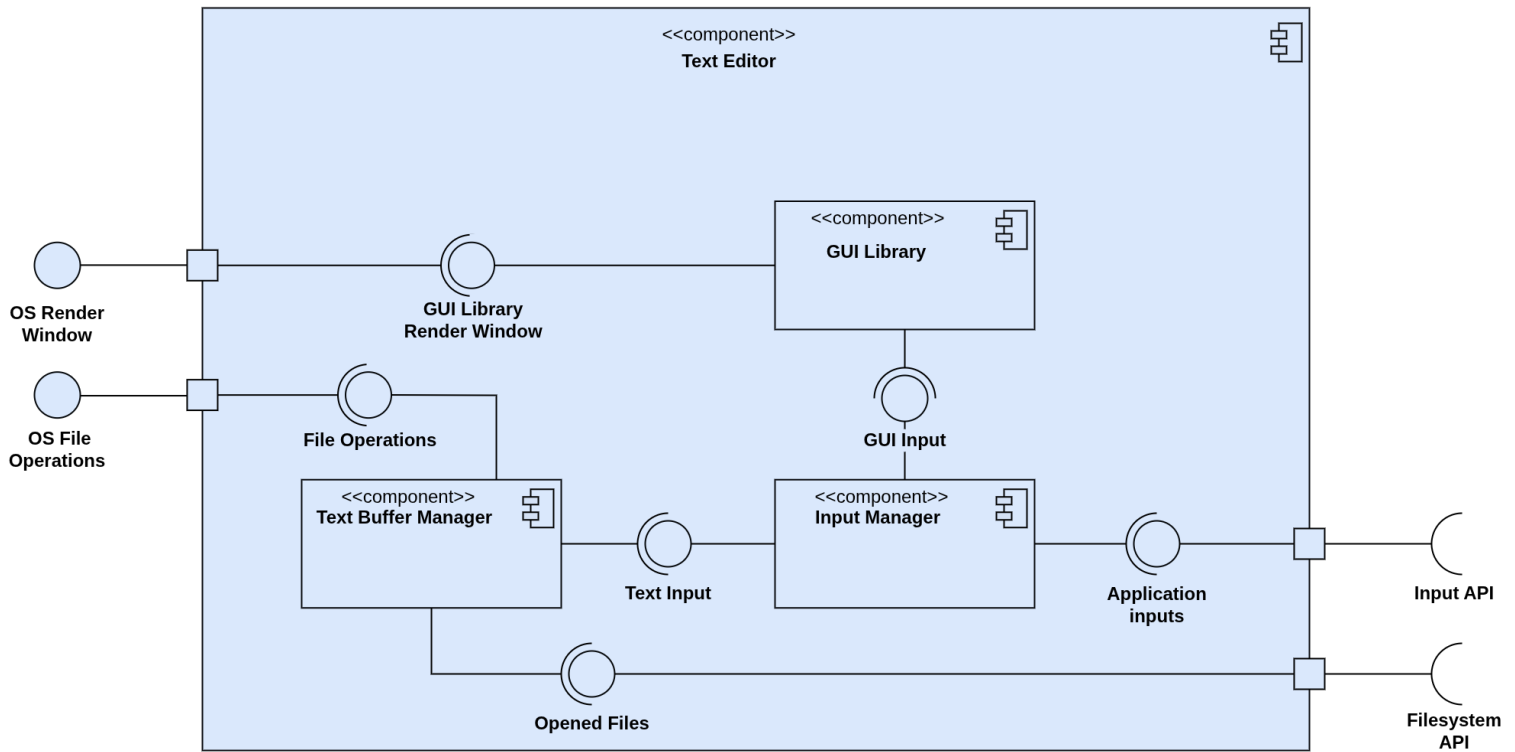 <<component>>
Text Editor
<<component>>
GUI Library
OS Render
Window
GUI Library
Render Window
OS File
Operations
File Operations
GUI Input
<<component>>
Text Buffer Manager
<<component>>
Input Manager
Text Input
Application
inputs
Input API
Opened Files
Filesystem
API